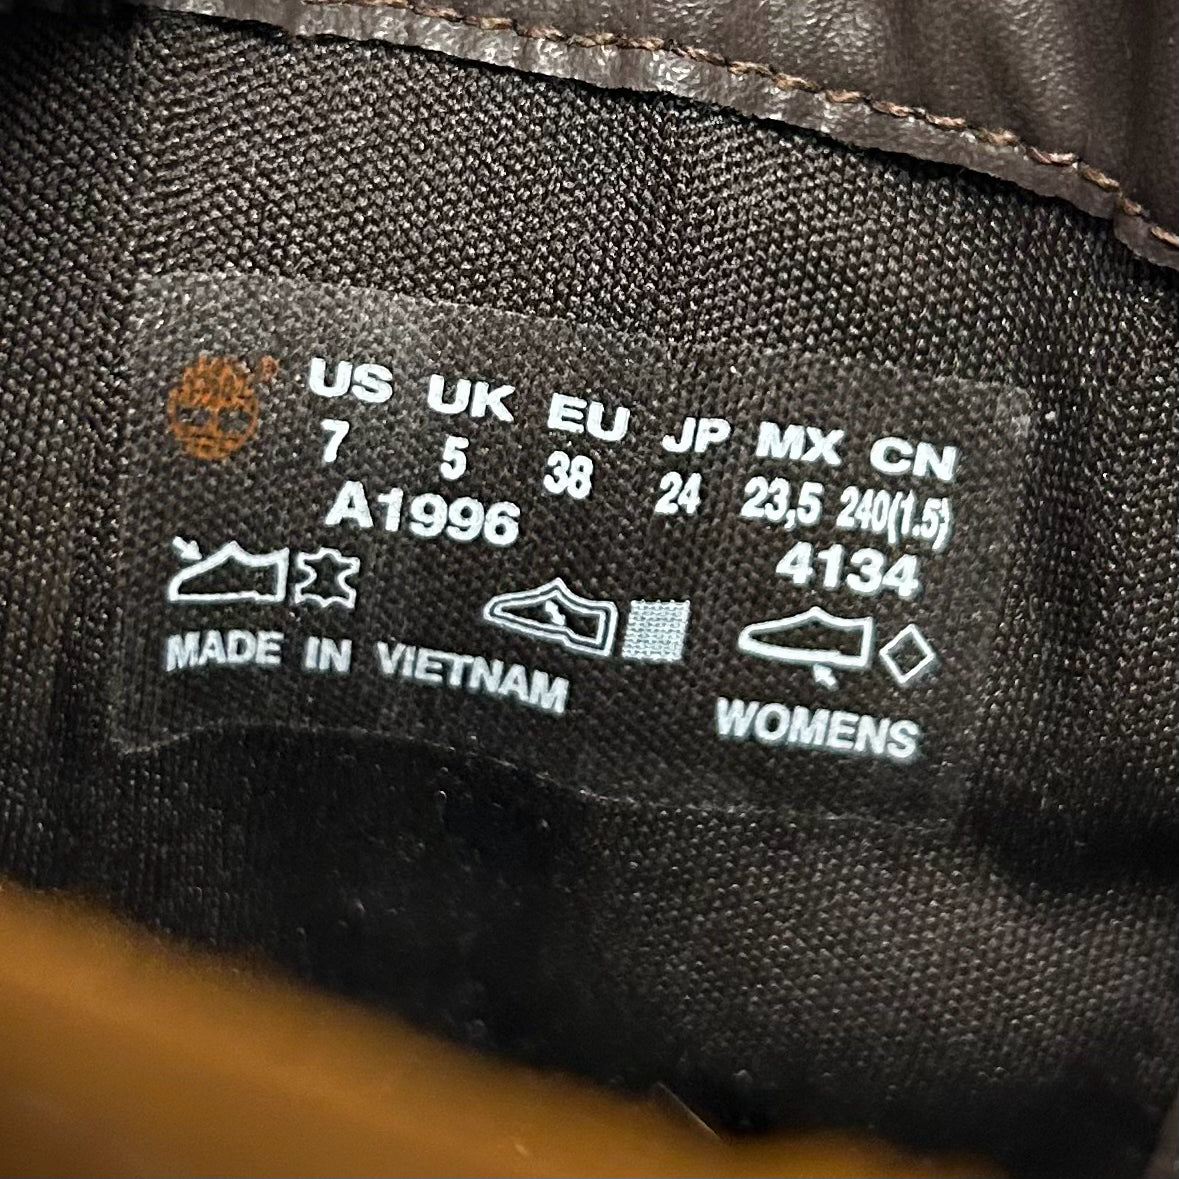 US UK EU JP MX CN
7 5 38 24 23,5 240(1.5)
A1996 4134
MADE IN VIETNAM WOMENS